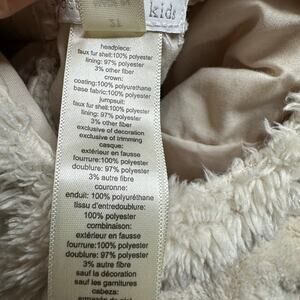 kids
headpiece:
faux fur shell:100% polyester
lining: 97% polyester
3% other fiber
crown:
coating:100% polyurethane
base fabric: 100% polyester
jumpsuit:
faux fur shell:100% polyester
lining: 97% polyester
3% other fiber
exclusive of decoration
exclusive of trimming
casque:
extérieur en fausse
fourrure:100% polyester
doublure: 97% polyester
3% autre fiber
couronne:
enduit: 100% polyuréthane
tissu d'entredoublure:
100% polyester
combinaison:
extérieur en fausse
fourrure:100% polyester
doublure: 97% polyester
3% autre fiber
sauf la décoration
sauf les garnitures
cabeza: